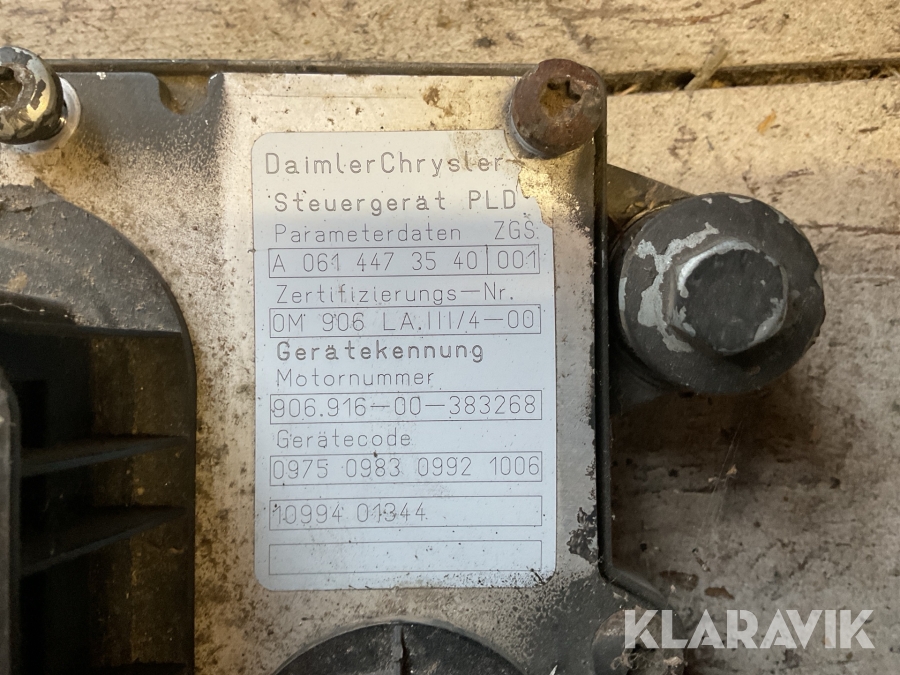 DaimlerChrysler
Steuergerät PLD
Parameterdaten ZGS
A 061 447 35 40 001
Zertifizierungs-Nr.
OM 906 LA.III/4-00
Gerätekennung
Motornummer
906.916-00-383268
Gerätecode
0975 0983 0992 1006
10994 01344
KLARAVIK